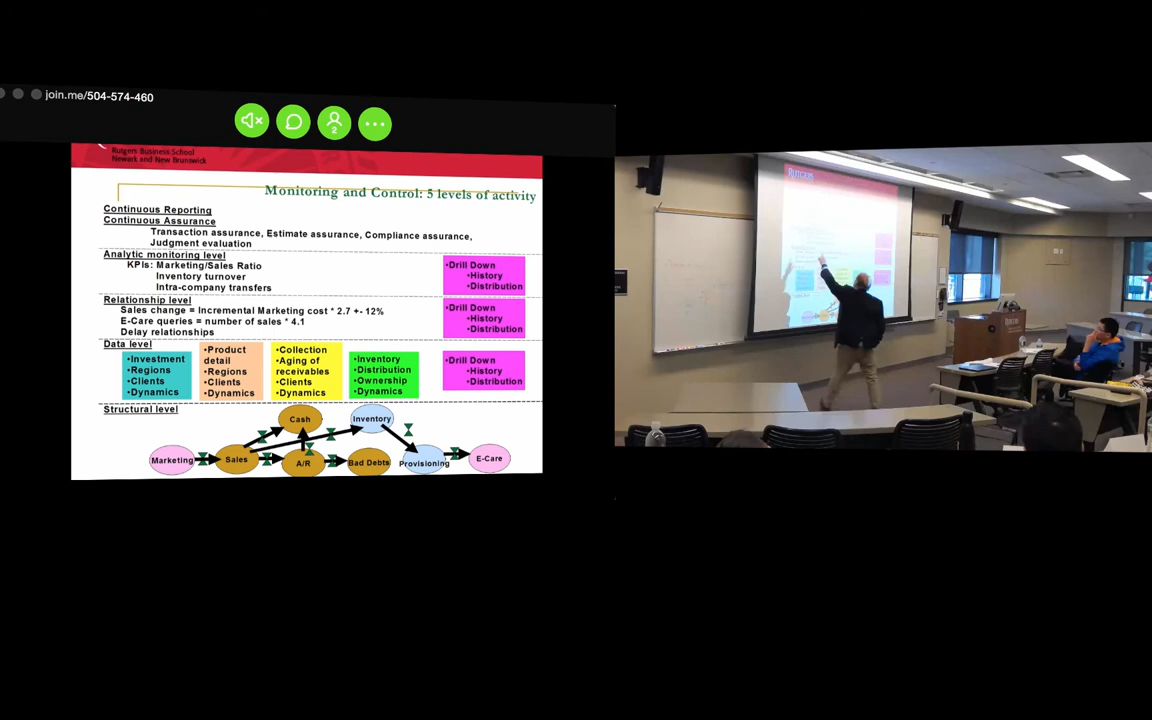 join.me/504-574-460
2
Rutgers Business School
Newark and New Brunswick
Monitoring and Control: 5 levels of activity
Continuous Reporting
Continuous Assurance
Transaction assurance, Estimate assurance, Compliance assurance,
Judgment evaluation
Analytic monitoring level
KPIs: Marketing/Sales Ratio
Inventory turnover
Intra-company transfers
•Drill Down
•History
•Distribution
Relationship level
Sales change = Incremental Marketing cost * 2.7 +- 12%
E-Care queries = number of sales * 4.1
Delay relationships
•Drill Down
•History
•Distribution
Data level
•Investment
•Regions
•Clients
•Dynamics
•Product
detail
•Regions
•Clients
•Dynamics
•Collection
•Aging of
receivables
•Clients
•Dynamics
•Inventory
•Distribution
•Ownership
•Dynamics
•Drill Down
•History
•Distribution
Structural level
Cash
Inventory
Marketing
Sales
A/R
Bad Debts
Provisioning
E-Care
RUTGERS